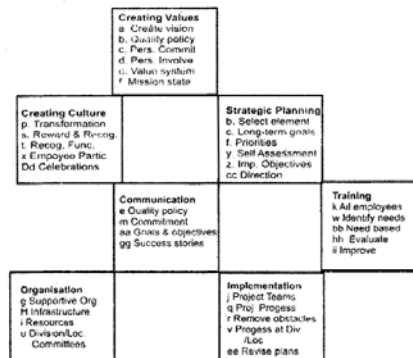 Creating Values
a Create vision
b. Quality policy
c. Pers. Commit
d. Pers. Involve
e. Value system
f Mission state
Creating Culture
p. Transformation
s. Reward & Recog.
t. Recog. Func.
x Empoyee Partic
Dd Celebrations
Strategic Planning
b. Select element
c. Long-term goals
f. Priorities
y. Self Assessment
z. Imp. Objectives
cc Direction
Communication
e Quality policy
m Commitment
aa Goals & objectives
gg Success stories
Training
k All employees
w Identify needs
bb Need based
hh Evaluate
ii Improve
Organisation
g Supportive Org
H Infrastructure
i Resources
u Division/Loc.
Committees
Implementation
j Project Teams
q Proj. Progess
r Remove obstacles
v Progess at Div
/Loc
ee Revise plans